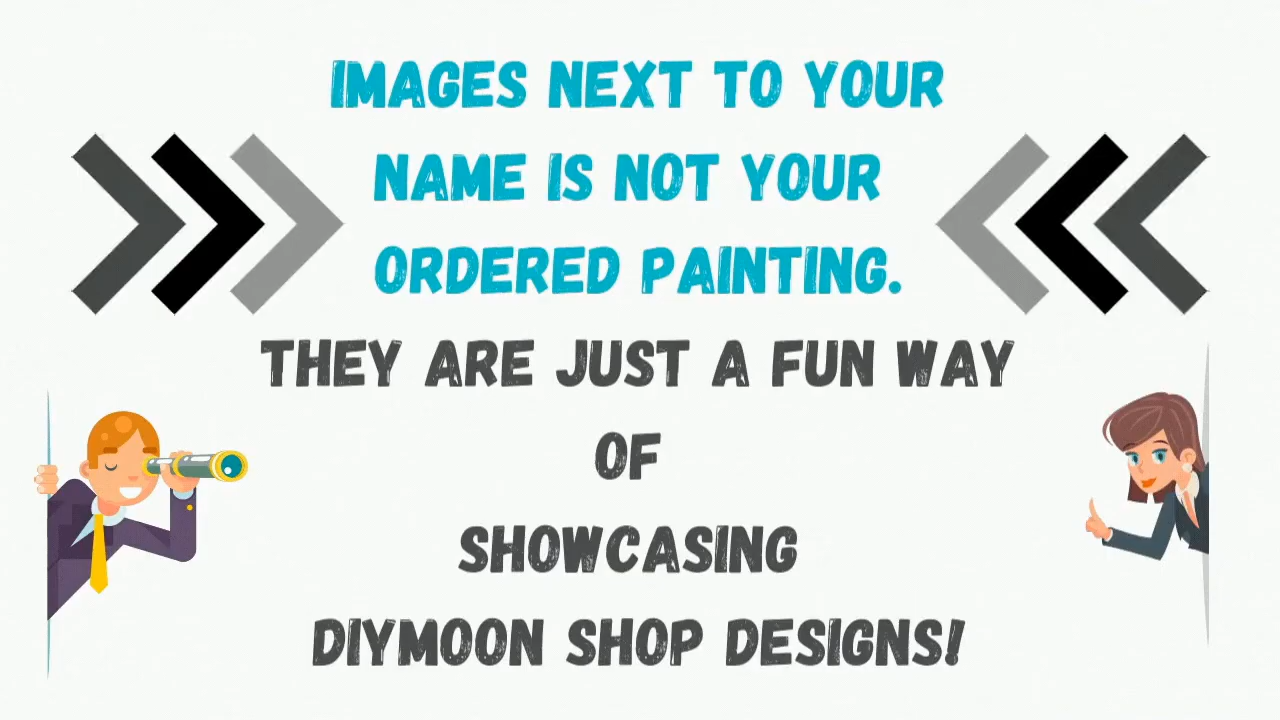 IMAGES NEXT TO YOUR
NAME IS NOT YOUR
ORDERED PAINTING.
THEY ARE JUST A FUN WAY
OF
SHOWCASING
DIYMOON SHOP DESIGNS!